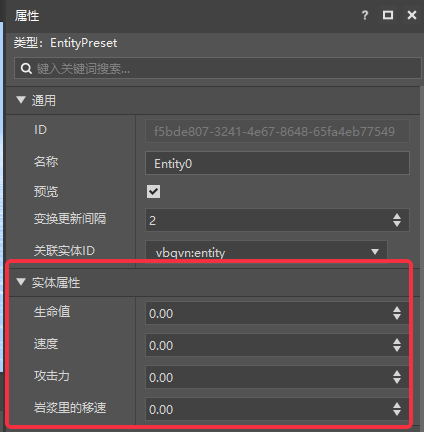 属性 ?
类型：EntityPreset
键入关键词搜索...
通用
ID f5bde807-3241-4e67-8648-65fa4eb77549
名称 Entity0
预览
变换更新间隔 2
关联实体ID vbqvn:entity
实体属性
生命值 0.00
速度 0.00
攻击力 0.00
岩浆里的移速 0.00